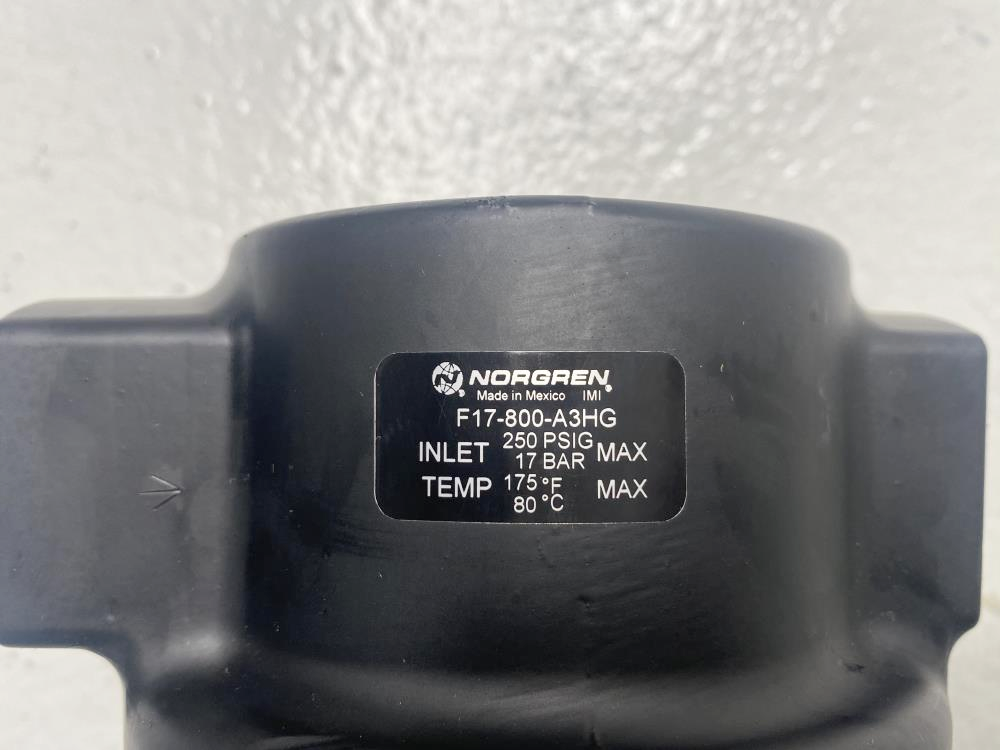 NORGREN
Made in Mexico IMI
F17-800-A3HG
INLET 250 PSIG MAX
17 BAR
TEMP 175 °F MAX
80 °C